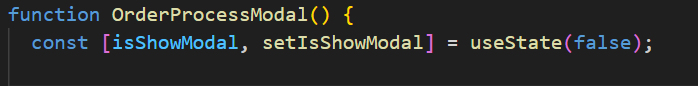 function OrderProcessModal() {
  const [isShowModal, setIsShowModal] = useState(false);